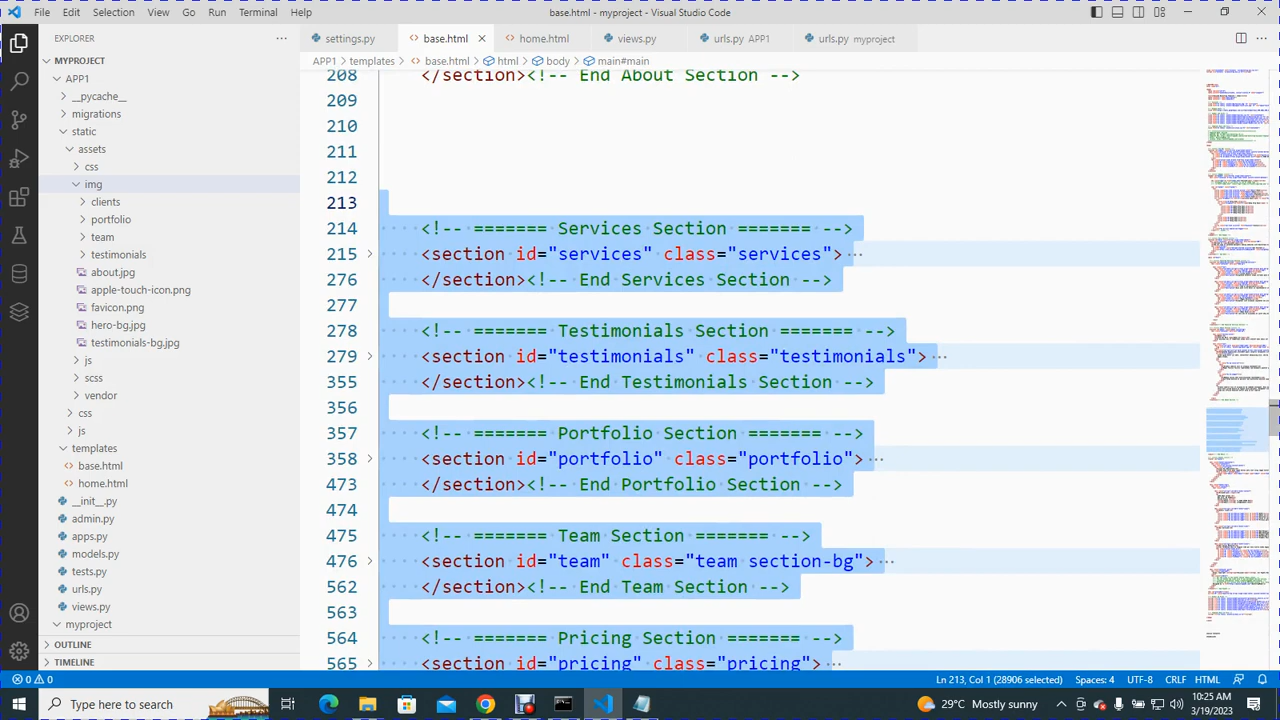 File Edit Selection View Go Run Terminal Help
base.html - myproject - Visual Studio Code
EXPLORER
MYPROJECT
APP1
__pycache__
migrations
static
assets
css
img
clients
portfolio
team
testimonials
about.jpg
apple-touch-icon.png
favicon.png
hero-bg.jpg
testimonials-bg.jpg
js
scss
vendor
css
js
templates
base.html
home.html
admin.py
apps.py
models.py
tests.py
urls.py
views.py
myproject
OUTLINE
TIMELINE
settings.py
base.html
home.html
views.py
urls.py APP1
urls.py myproject
APP1 templates base.html html body main#main
208 </section><!-- End About Section -->
209
210
211
212
213
214 <!-- ======= Services Section ======= -->
215 <section id="services" class="services">
276 </section><!-- End Services Section -->
277
278 <!-- ======= Testimonials Section ======= -->
279 <section id="testimonials" class="testimonials">
355 </section><!-- End Testimonials Section -->
356
357 <!-- ======= Portfolio Section ======= -->
358 <section id="portfolio" class="portfolio">
473 </section><!-- End Portfolio Section -->
474
475 <!-- ======= Team Section ======= -->
476 <section id="team" class="team section-bg">
562 </section><!-- End Team Section -->
563
564 <!-- ======= Pricing Section ======= -->
565 <section id="pricing" class="pricing">
0 0
Ln 213, Col 1 (28906 selected) Spaces: 4 UTF-8 CRLF HTML
Type here to search
Mostly sunny
10:25 AM
3/19/2023